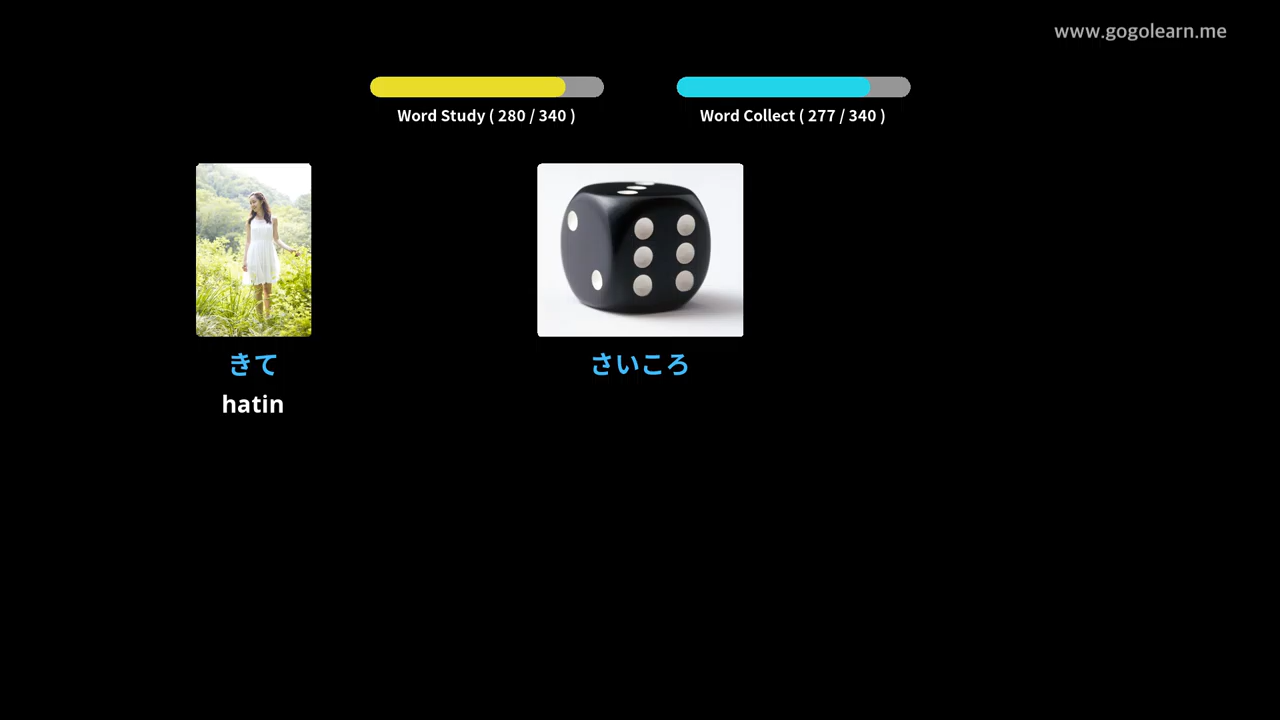 www.gogolearn.me
Word Study ( 280 / 340 )
Word Collect ( 277 / 340 )
きて
さいころ
hatin